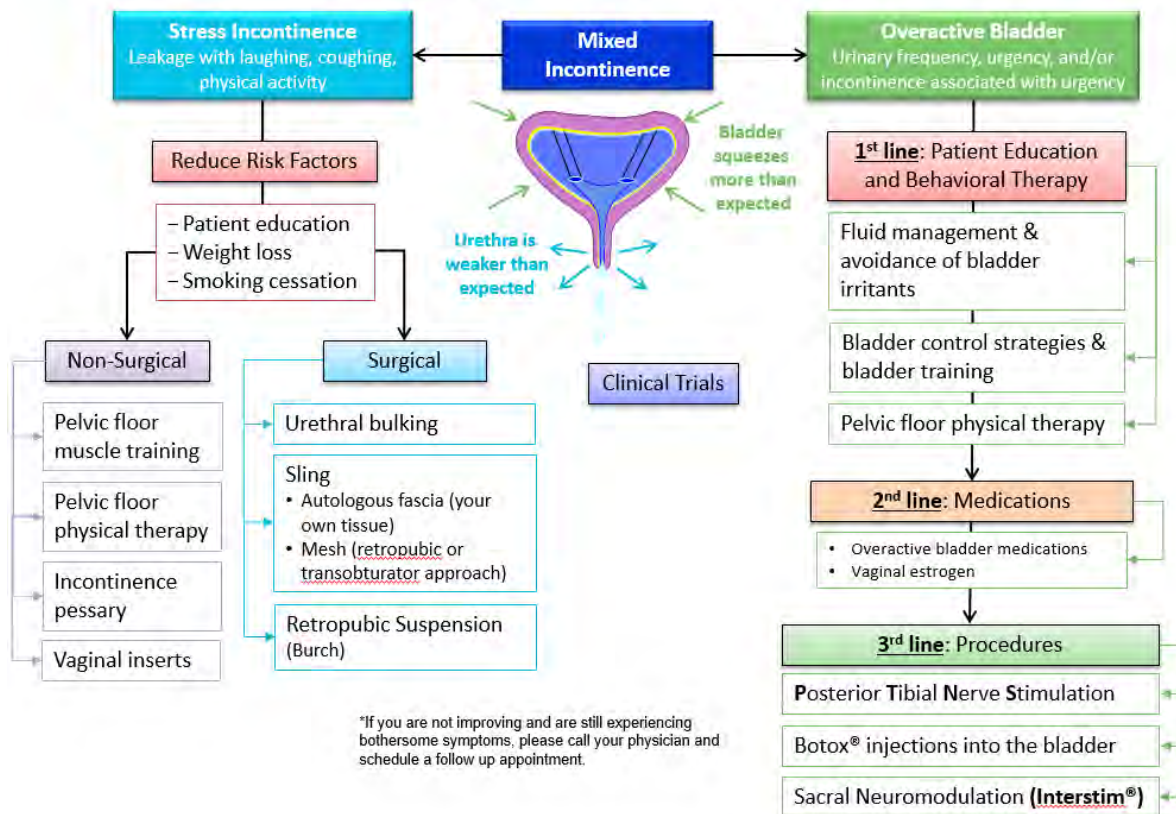 Stress Incontinence
Leakage with laughing, coughing,
physical activity
Mixed
Incontinence
Overactive Bladder
Urinary frequency, urgency, and/or
incontinence associated with urgency
Reduce Risk Factors
– Patient education
– Weight loss
– Smoking cessation
Non-Surgical
Pelvic floor
muscle training
Pelvic floor
physical therapy
Incontinence
pessary
Vaginal inserts
Surgical
Urethral bulking
Sling
• Autologous fascia (your
own tissue)
• Mesh (retropubic or
transobturator approach)
Retropubic Suspension
(Burch)
Bladder
squeezes
more than
expected
Urethra is
weaker than
expected
Clinical Trials
*If you are not improving and are still experiencing
bothersome symptoms, please call your physician and
schedule a follow up appointment.
1st line: Patient Education
and Behavioral Therapy
Fluid management &
avoidance of bladder
irritants
Bladder control strategies &
bladder training
Pelvic floor physical therapy
2nd line: Medications
• Overactive bladder medications
• Vaginal estrogen
3rd line: Procedures
Posterior Tibial Nerve Stimulation
Botox® injections into the bladder
Sacral Neuromodulation (Interstim®)